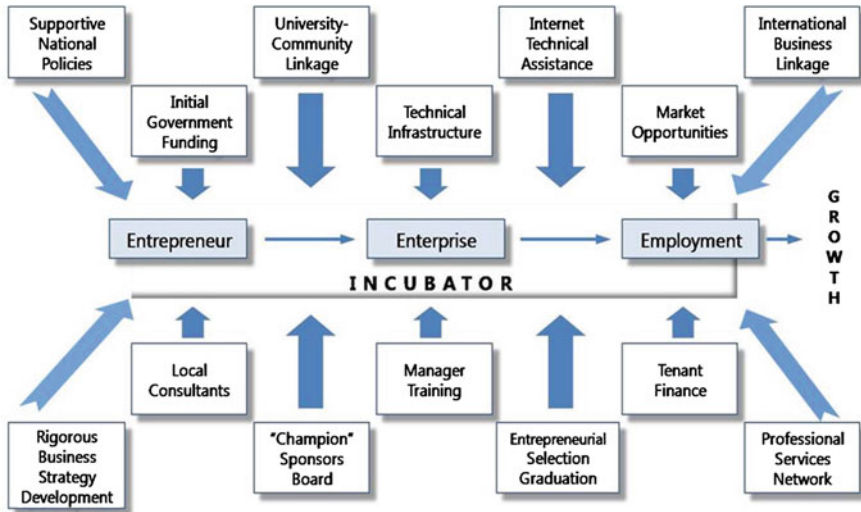 Supportive
National
Policies
University-
Community
Linkage
Internet
Technical
Assistance
International
Business
Linkage
Initial
Government
Funding
Technical
Infrastructure
Market
Opportunities
Entrepreneur
Enterprise
Employment
GROWTH
INCUBATOR
Local
Consultants
Manager
Training
Tenant
Finance
Rigorous
Business
Strategy
Development
"Champion"
Sponsors
Board
Entrepreneurial
Selection
Graduation
Professional
Services
Network